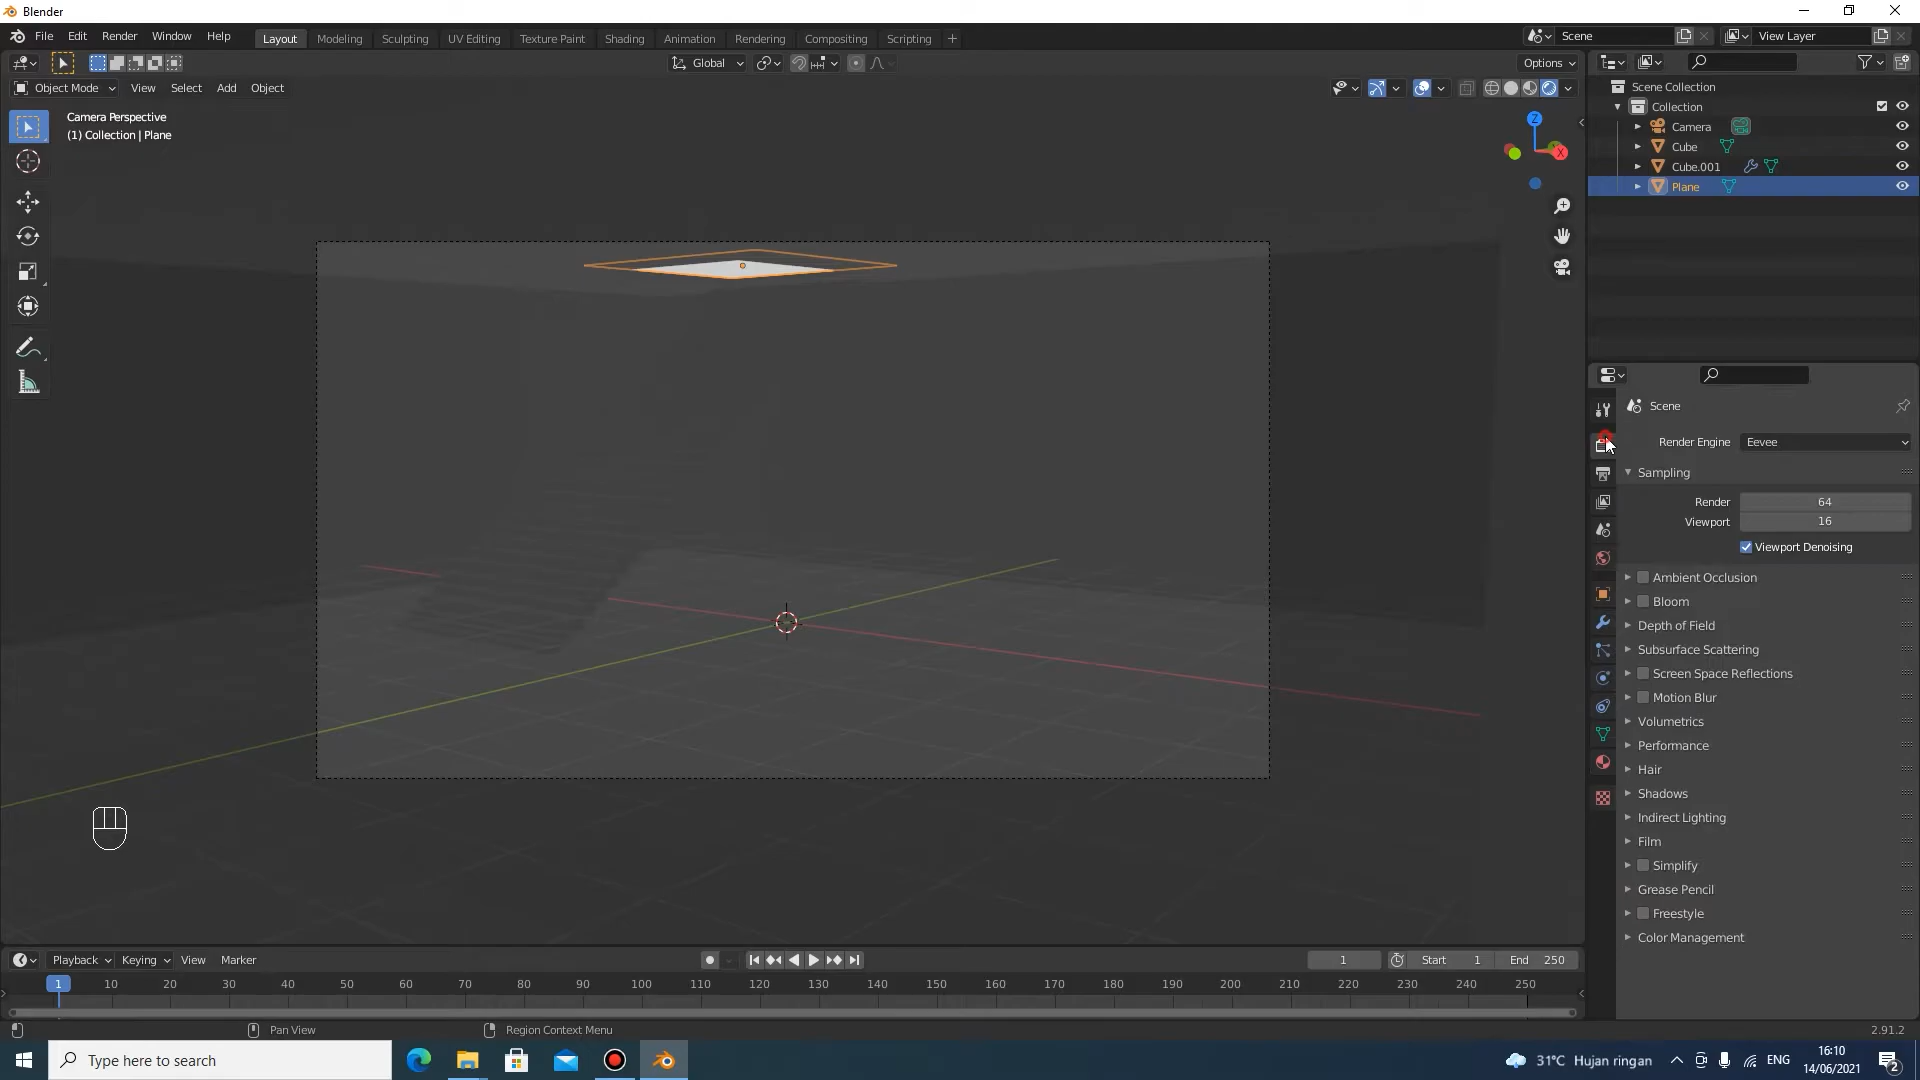 Blender
File Edit Render Window Help
Layout Modeling Sculpting UV Editing Texture Paint Shading Animation Rendering Compositing Scripting +
Scene
View Layer
Global
Options
Object Mode View Select Add Object
Camera Perspective
(1) Collection | Plane
Z
X
Scene Collection
Collection
Camera
Cube
Cube.001
Plane
Scene
Render Engine Eevee
Sampling
Render 64
Viewport 16
Viewport Denoising
Ambient Occlusion
Bloom
Depth of Field
Subsurface Scattering
Screen Space Reflections
Motion Blur
Volumetrics
Performance
Hair
Shadows
Indirect Lighting
Film
Simplify
Grease Pencil
Freestyle
Color Management
Playback Keying View Marker
1 Start 1 End 250
1 10 20 30 40 50 60 70 80 90 100 110 120 130 140 150 160 170 180 190 200 210 220 230 240 250
Pan View Region Context Menu 2.91.2
Type here to search
31°C Hujan ringan
ENG
16:10
14/06/2021
2